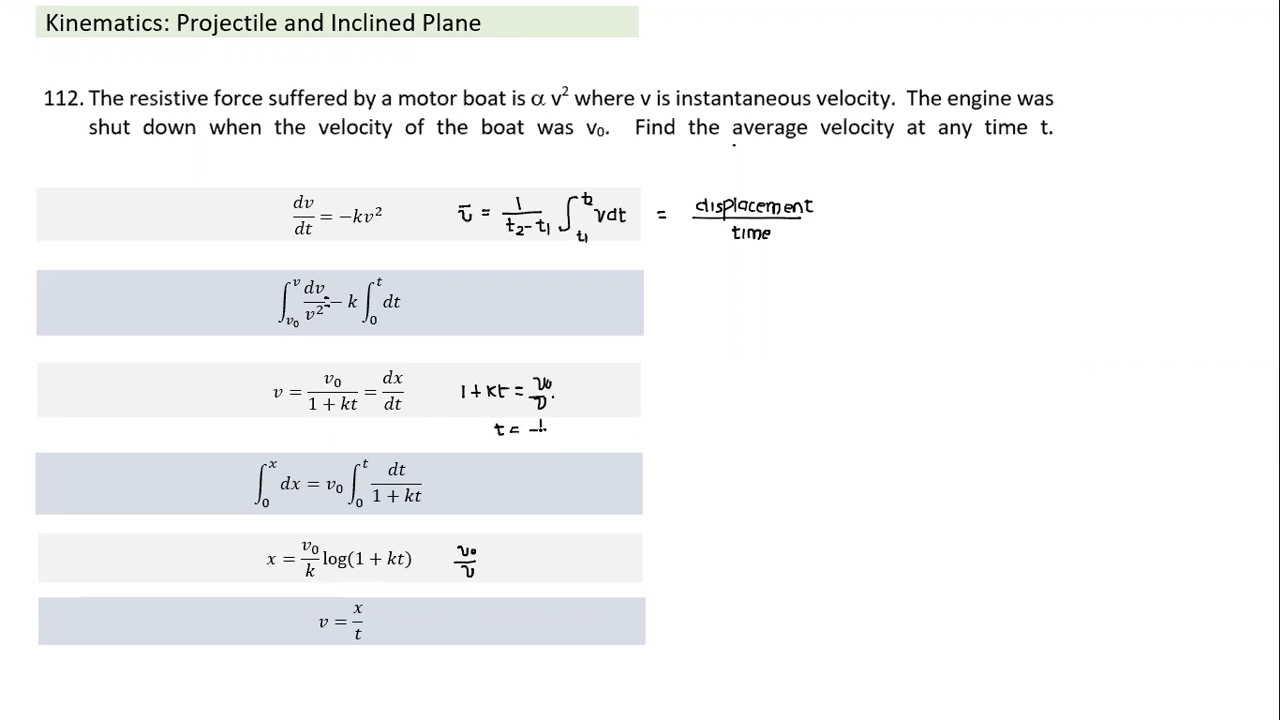 Kinematics: Projectile and Inclined Plane
112. The resistive force suffered by a motor boat is α v² where v is instantaneous velocity. The engine was
shut down when the velocity of the boat was v₀. Find the average velocity at any time t.
dv/dt = −kv² v̄ = 1/(t₂−t₁) ∫_{t₁}^{t₂} vdt = displacement/time
∫_{v₀}^{v} dv/v² = − k ∫_0^t dt
v = v₀/(1 + kt) = dx/dt 1+kt = v₀/v.
t = 1
∫_0^x dx = v₀ ∫_0^t dt/(1 + kt)
x = v₀/k log(1 + kt) v₀/v
v = x/t